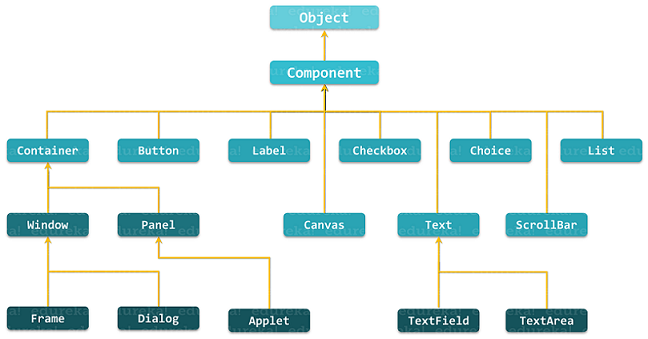 Object
Component
Container
Button
Label
Checkbox
Choice
List
Window
Panel
Canvas
Text
ScrollBar
Frame
Dialog
Applet
TextField
TextArea